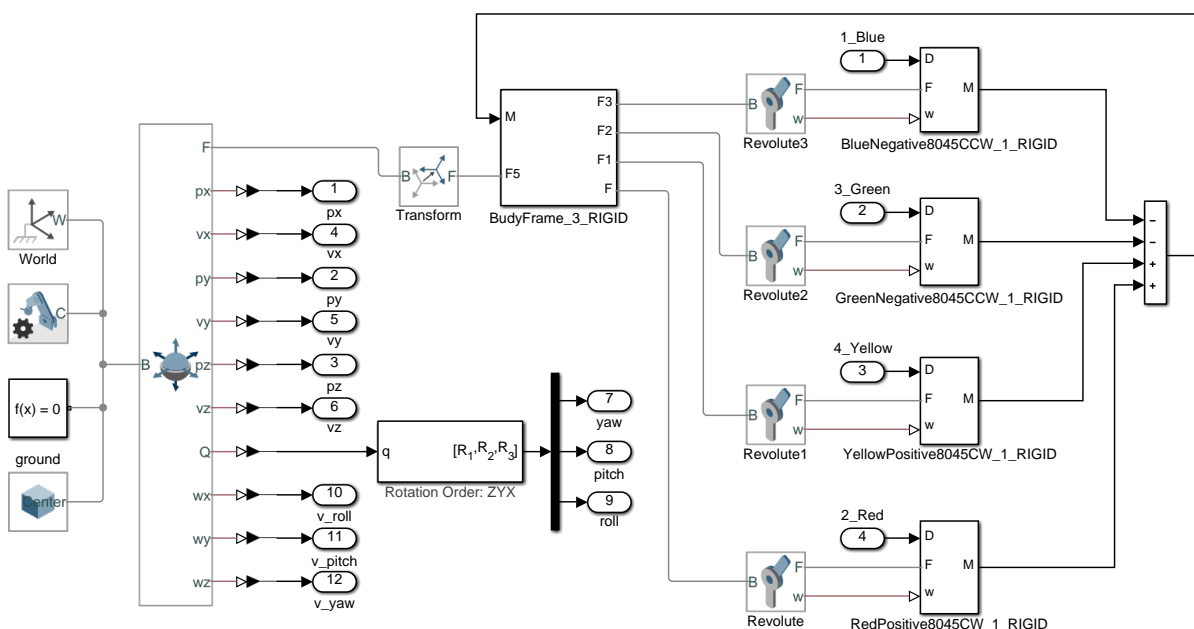 W
World
C
f(x) = 0
ground
Center
B
F
px
vx
py
vy
pz
vz
Q
wx
wy
wz
1
px
4
vx
2
py
5
vy
3
pz
6
vz
10
v_roll
11
v_pitch
12
v_yaw
q
[R1,R2,R3]
Rotation Order: ZYX
7
yaw
8
pitch
9
roll
B
F
Transform
M
F5
F3
F2
F1
F
BudyFrame_3_RIGID
B
F
w
Revolute3
1_Blue
1
D
F
w
M
BlueNegative8045CCW_1_RIGID
B
F
w
Revolute2
3_Green
2
D
F
w
M
GreenNegative8045CCW_1_RIGID
B
F
w
Revolute1
4_Yellow
3
D
F
w
M
YellowPositive8045CW_1_RIGID
B
F
w
Revolute
2_Red
4
D
F
w
M
RedPositive8045CW_1_RIGID
−
−
+
+